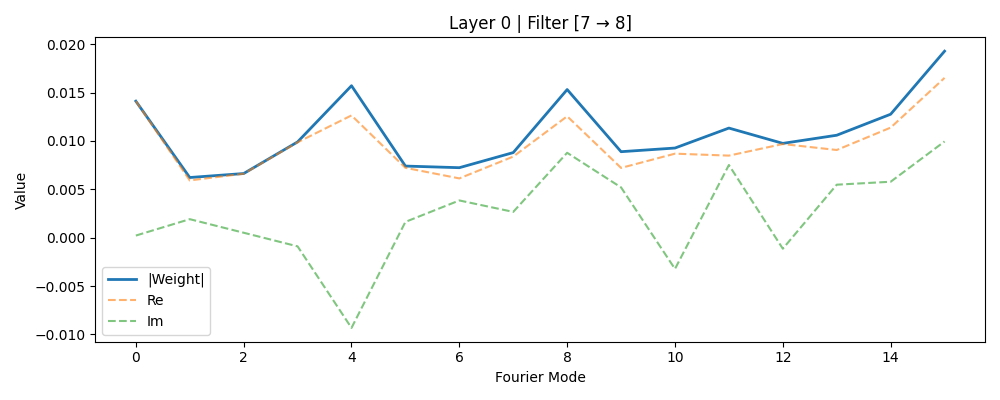 Layer 0 | Filter [7 → 8]
Value
0.020
0.015
0.010
0.005
0.000
−0.005
−0.010
|Weight|
Re
Im
0 2 4 6 8 10 12 14
Fourier Mode